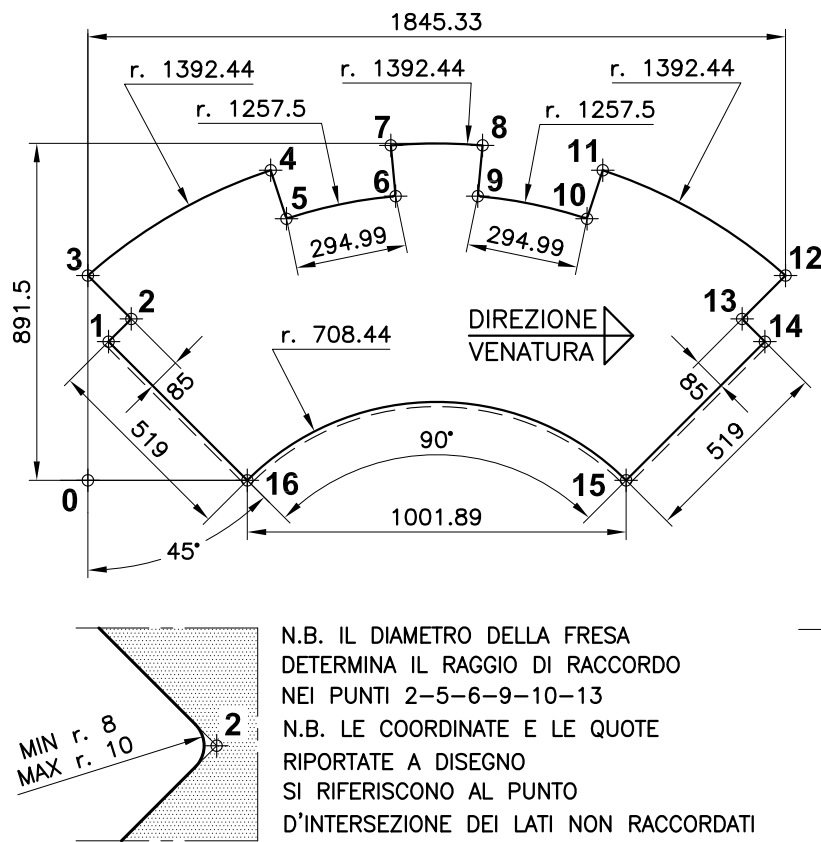 1845.33
r. 1392.44
r. 1392.44
r. 1392.44
r. 1257.5
r. 1257.5
7
8
4
11
6
9
5
10
294.99
294.99
3
12
2
13
1
14
891.5
DIREZIONE
VENATURA
r. 708.44
85
85
519
519
90°
0
16
15
1001.89
45°
N.B. IL DIAMETRO DELLA FRESA
DETERMINA IL RAGGIO DI RACCORDO
NEI PUNTI 2-5-6-9-10-13
N.B. LE COORDINATE E LE QUOTE
RIPORTATE A DISEGNO
SI RIFERISCONO AL PUNTO
D'INTERSEZIONE DEI LATI NON RACCORDATI
2
MIN r. 8
MAX r. 10